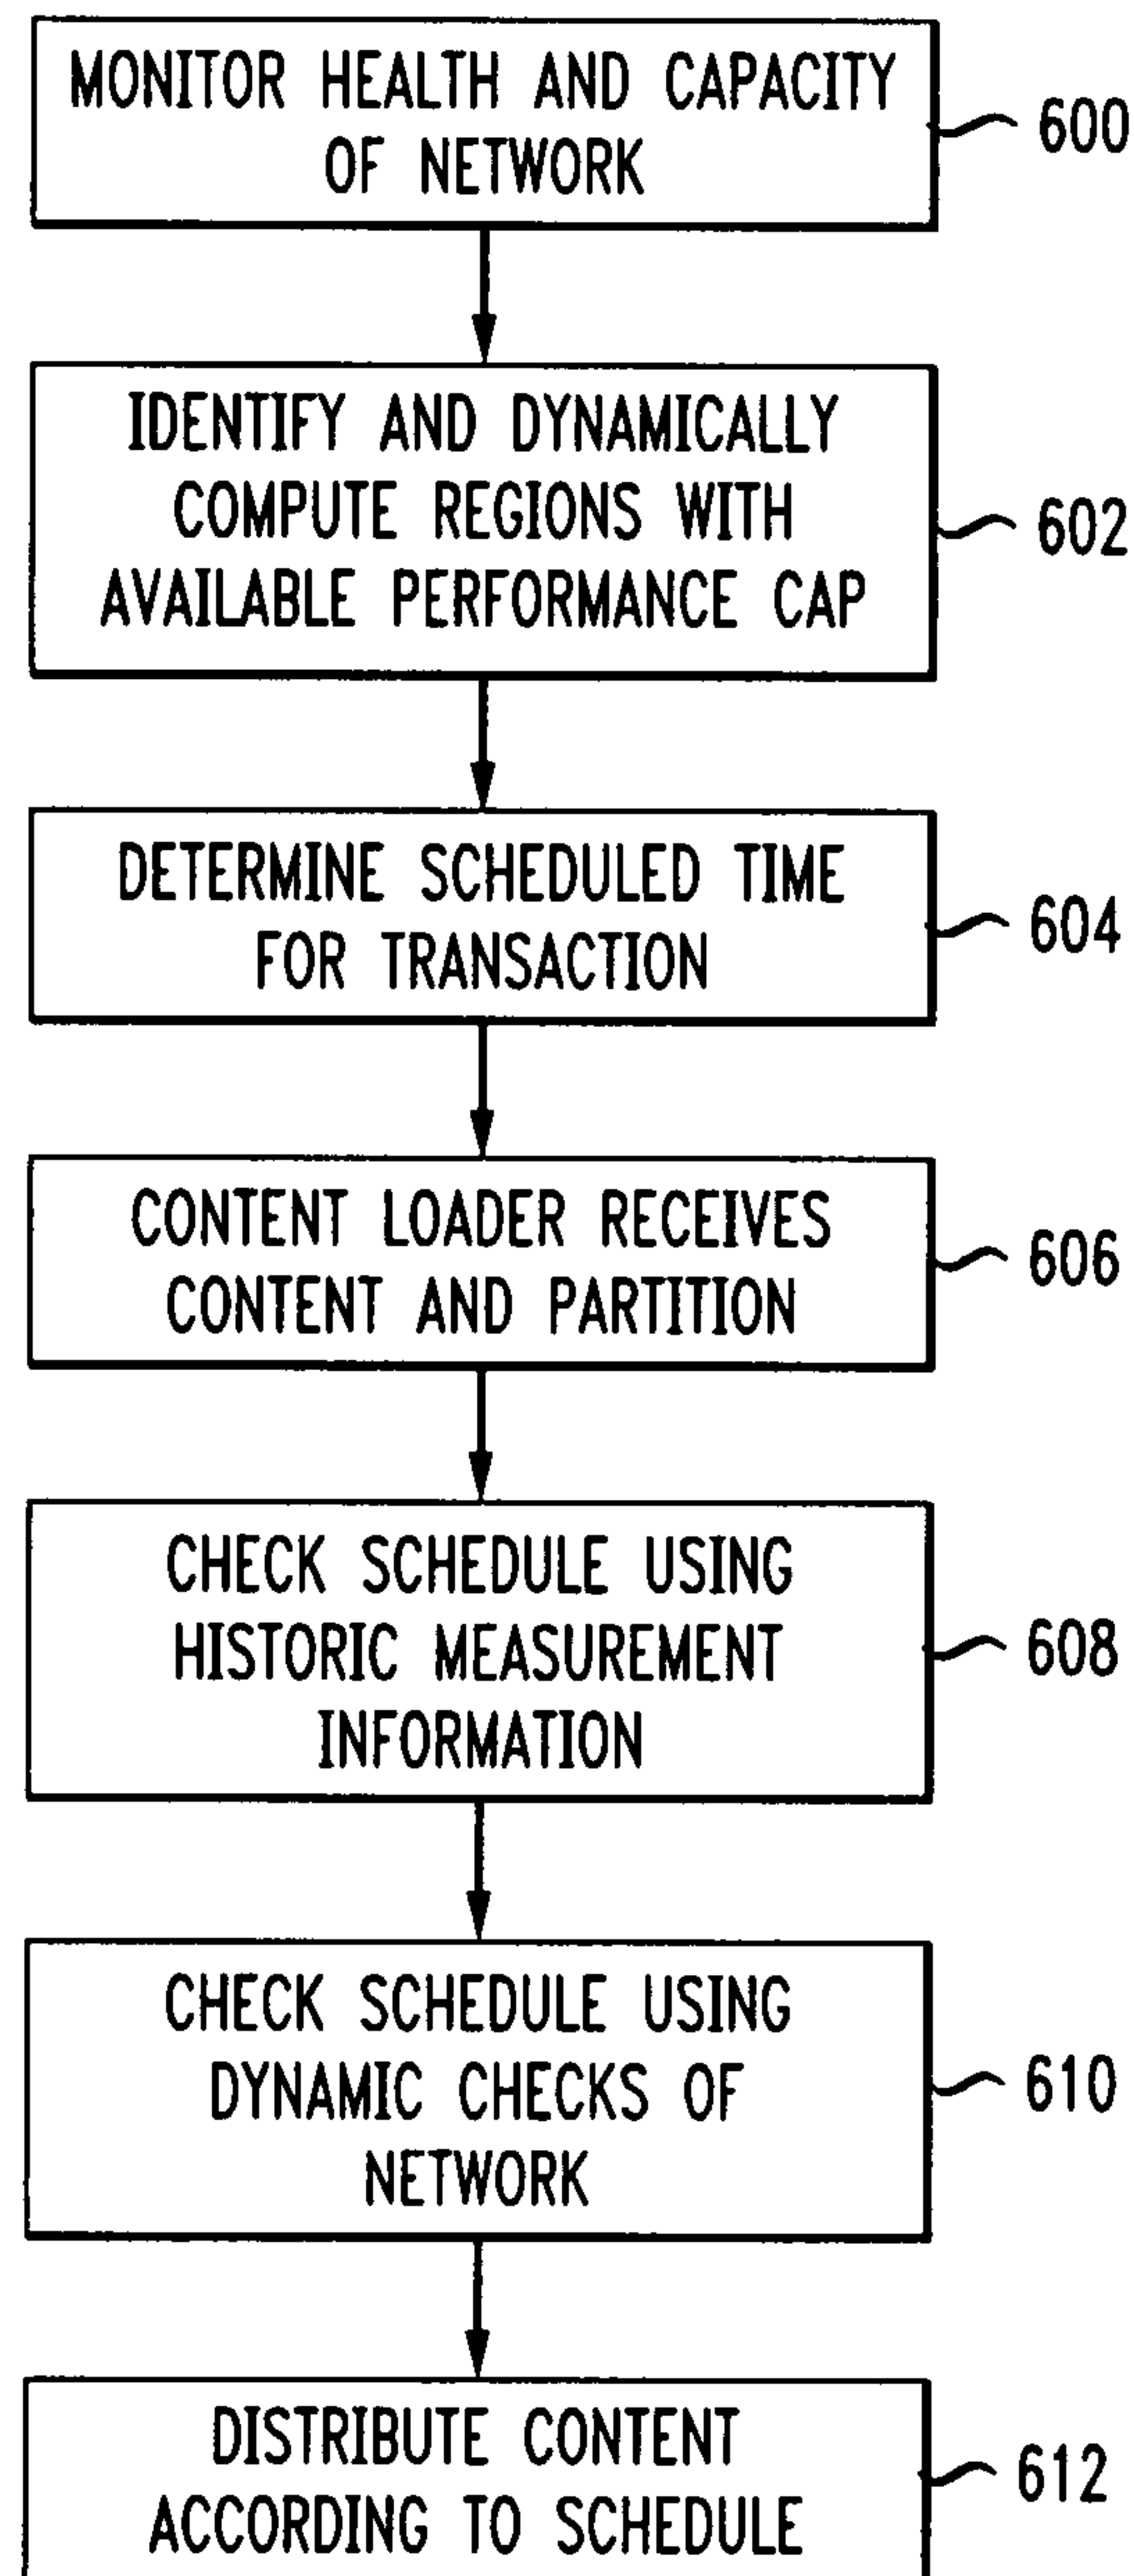 MONITOR HEALTH AND CAPACITY
OF NETWORK
600
IDENTIFY AND DYNAMICALLY
COMPUTE REGIONS WITH
AVAILABLE PERFORMANCE CAP
602
DETERMINE SCHEDULED TIME
FOR TRANSACTION
604
CONTENT LOADER RECEIVES
CONTENT AND PARTITION
606
CHECK SCHEDULE USING
HISTORIC MEASUREMENT
INFORMATION
608
CHECK SCHEDULE USING
DYNAMIC CHECKS OF
NETWORK
610
DISTRIBUTE CONTENT
ACCORDING TO SCHEDULE
612